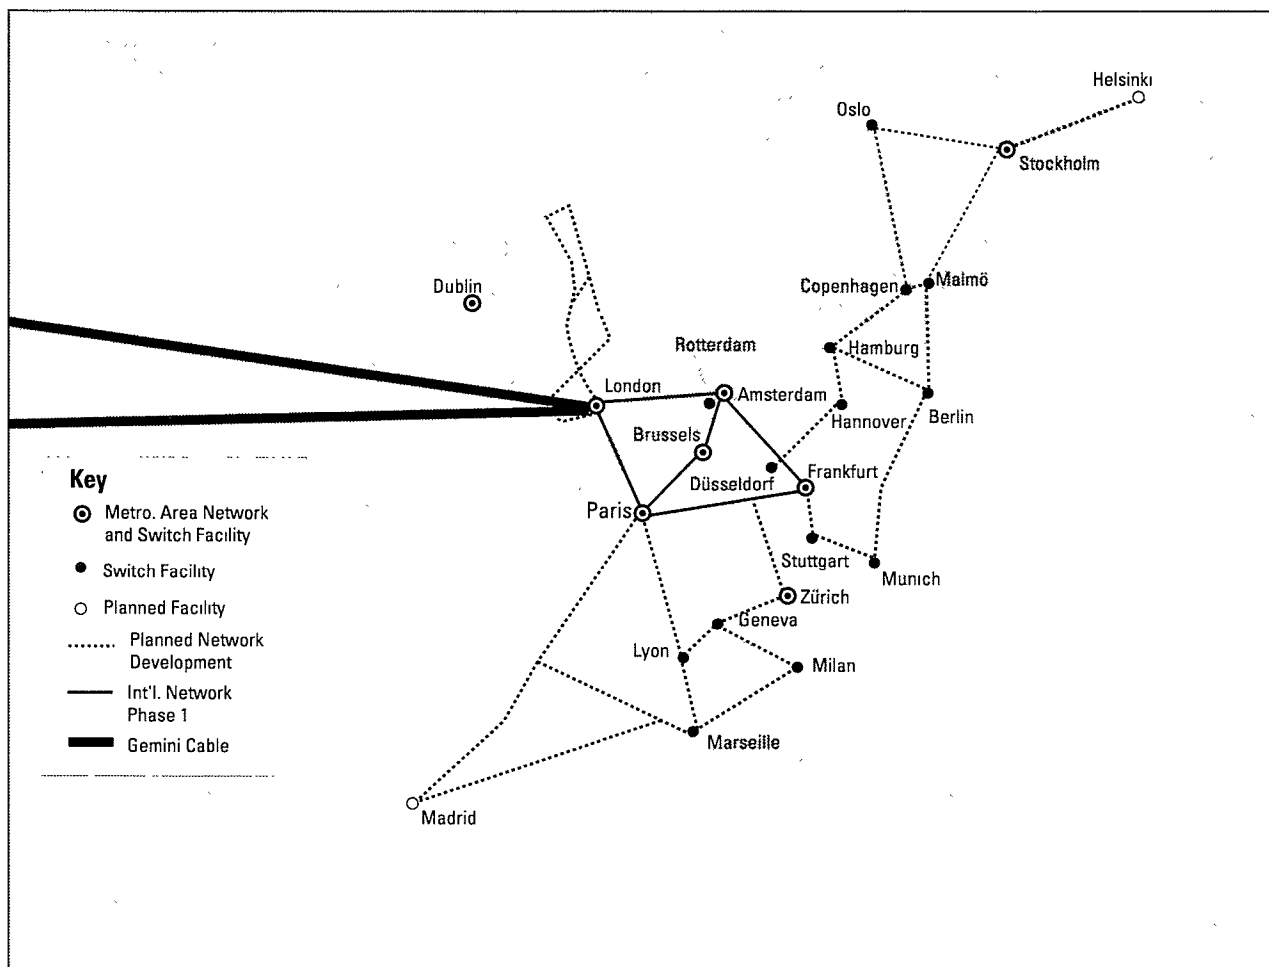 Helsinki
Oslo
Stockholm
Dublin
Copenhagen
Malmö
Rotterdam
Hamburg
London
Amsterdam
Hannover
Berlin
Brussels
Düsseldorf
Frankfurt
Paris
Stuttgart
Munich
Zürich
Geneva
Lyon
Milan
Marseille
Madrid
Key
Metro. Area Network
and Switch Facility
Switch Facility
Planned Facility
Planned Network
Development
Int'l. Network
Phase 1
Gemini Cable